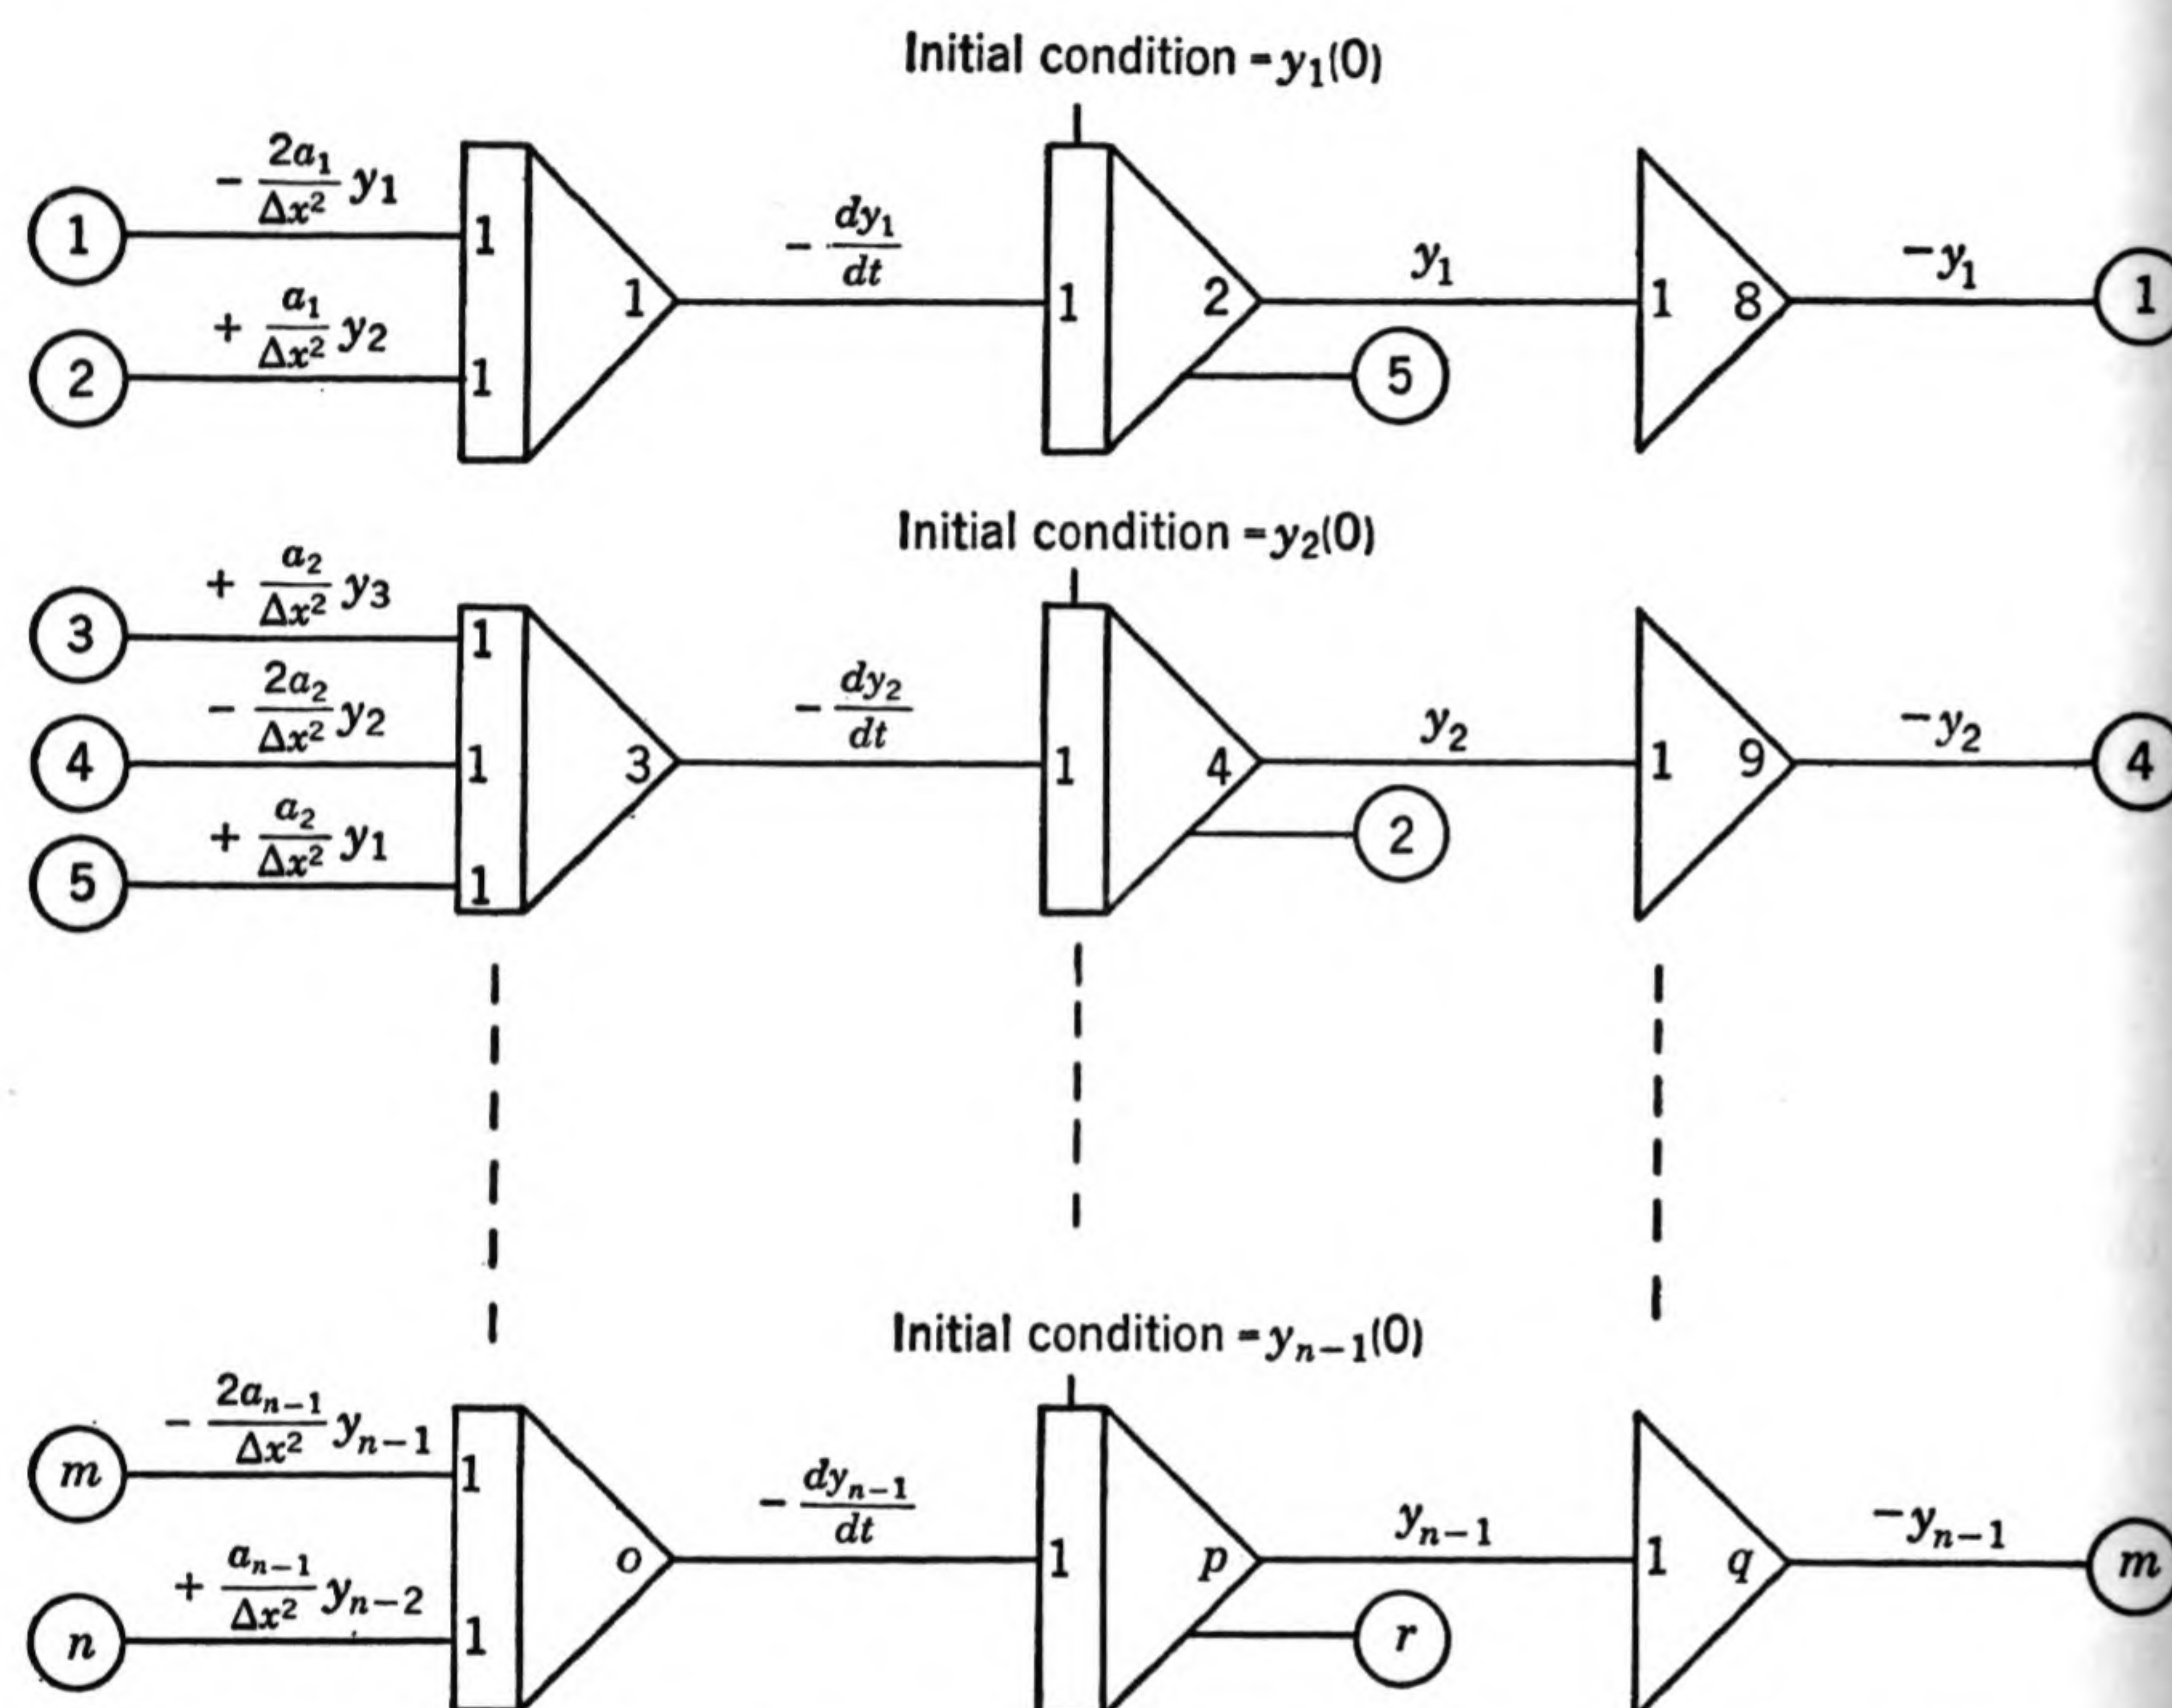 Initial condition -y₁(0)
① - 2a₁/Δx² y₁ 1 1 - dy₁/dt 1 2 y₁ 1 8 -y₁ ①
② + a₁/Δx² y₂ 1 ⑤
Initial condition -y₂(0)
③ + a₂/Δx² y₃ 1
④ - 2a₂/Δx² y₂ 1 3 - dy₂/dt 1 4 y₂ 1 9 -y₂ ④
⑤ + a₂/Δx² y₁ 1 ②
Initial condition -yₙ₋₁(0)
m - 2aₙ₋₁/Δx² yₙ₋₁ 1 o - dyₙ₋₁/dt 1 p yₙ₋₁ 1 q -yₙ₋₁ m
n + aₙ₋₁/Δx² yₙ₋₂ 1 r